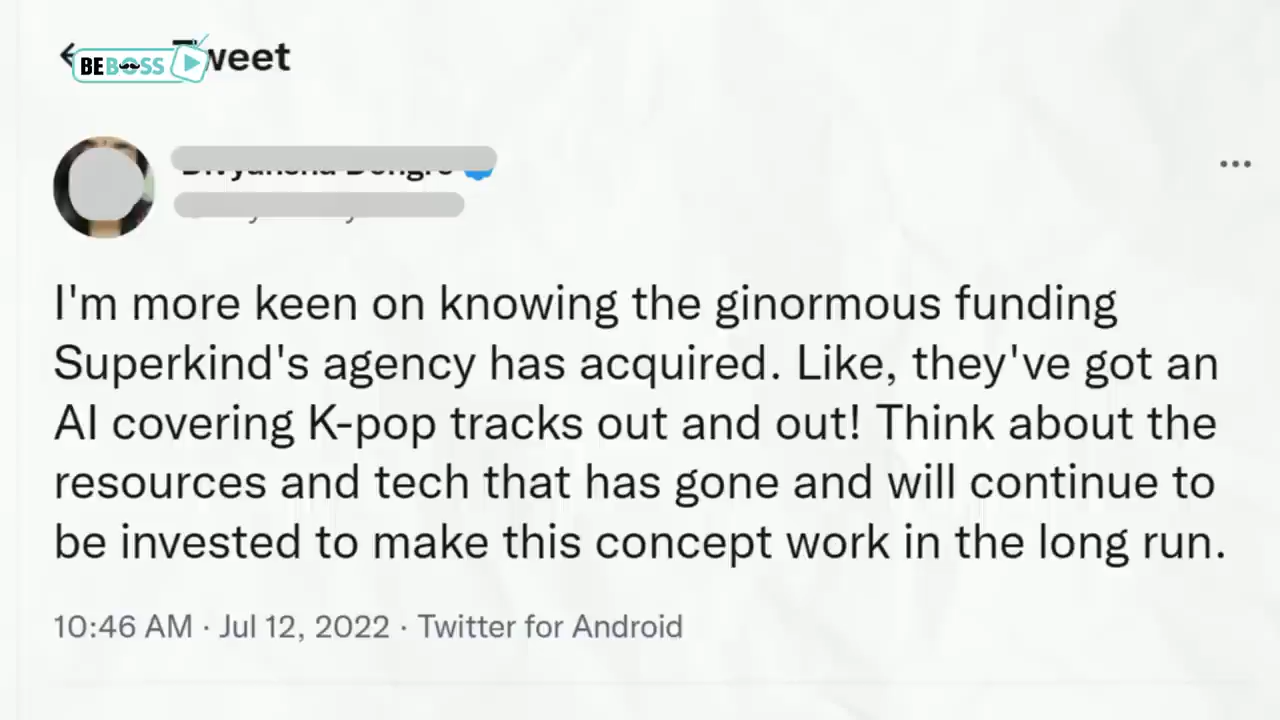 Tweet
BEBOSS
I'm more keen on knowing the ginormous funding
Superkind's agency has acquired. Like, they've got an
AI covering K-pop tracks out and out! Think about the
resources and tech that has gone and will continue to
be invested to make this concept work in the long run.
10:46 AM · Jul 12, 2022 · Twitter for Android